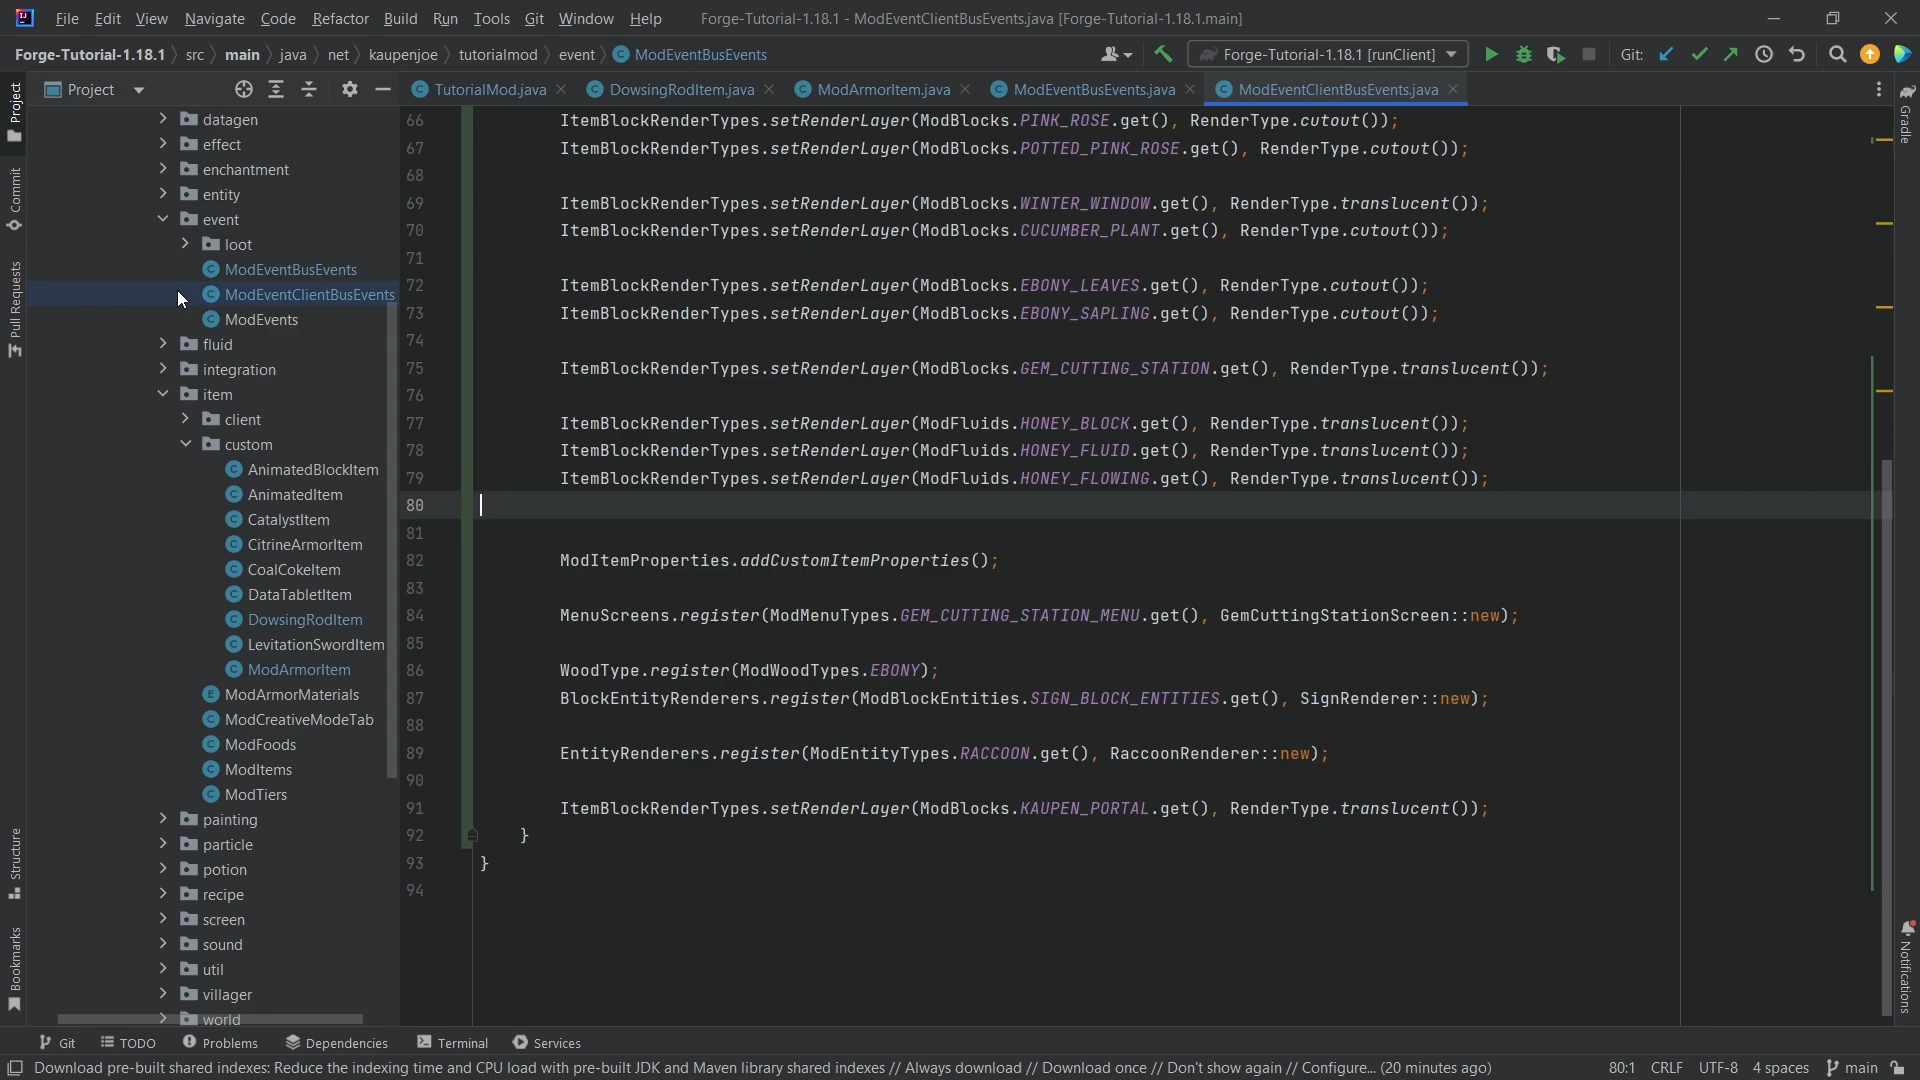 File Edit View Navigate Code Refactor Build Run Tools Git Window Help Forge-Tutorial-1.18.1 - ModEventClientBusEvents.java [Forge-Tutorial-1.18.1.main]
Forge-Tutorial-1.18.1 src main java net kaupenjoe tutorialmod event ModEventBusEvents Forge-Tutorial-1.18.1 [runClient] Git:
Project TutorialMod.java DowsingRodItem.java ModArmorItem.java ModEventBusEvents.java ModEventClientBusEvents.java
Project
Commit
Pull Requests
Structure
Bookmarks
datagen
effect
enchantment
entity
event
loot
ModEventBusEvents
ModEventClientBusEvents
ModEvents
fluid
integration
item
client
custom
AnimatedBlockItem
AnimatedItem
CatalystItem
CitrineArmorItem
CoalCokeItem
DataTabletItem
DowsingRodItem
LevitationSwordItem
ModArmorItem
ModArmorMaterials
ModCreativeModeTab
ModFoods
ModItems
ModTiers
painting
particle
potion
recipe
screen
sound
util
villager
world
66 ItemBlockRenderTypes.setRenderLayer(ModBlocks.PINK_ROSE.get(), RenderType.cutout());
67 ItemBlockRenderTypes.setRenderLayer(ModBlocks.POTTED_PINK_ROSE.get(), RenderType.cutout());
68
69 ItemBlockRenderTypes.setRenderLayer(ModBlocks.WINTER_WINDOW.get(), RenderType.translucent());
70 ItemBlockRenderTypes.setRenderLayer(ModBlocks.CUCUMBER_PLANT.get(), RenderType.cutout());
71
72 ItemBlockRenderTypes.setRenderLayer(ModBlocks.EBONY_LEAVES.get(), RenderType.cutout());
73 ItemBlockRenderTypes.setRenderLayer(ModBlocks.EBONY_SAPLING.get(), RenderType.cutout());
74
75 ItemBlockRenderTypes.setRenderLayer(ModBlocks.GEM_CUTTING_STATION.get(), RenderType.translucent());
76
77 ItemBlockRenderTypes.setRenderLayer(ModFluids.HONEY_BLOCK.get(), RenderType.translucent());
78 ItemBlockRenderTypes.setRenderLayer(ModFluids.HONEY_FLUID.get(), RenderType.translucent());
79 ItemBlockRenderTypes.setRenderLayer(ModFluids.HONEY_FLOWING.get(), RenderType.translucent());
80
81
82 ModItemProperties.addCustomItemProperties();
83
84 MenuScreens.register(ModMenuTypes.GEM_CUTTING_STATION_MENU.get(), GemCuttingStationScreen::new);
85
86 WoodType.register(ModWoodTypes.EBONY);
87 BlockEntityRenderers.register(ModBlockEntities.SIGN_BLOCK_ENTITIES.get(), SignRenderer::new);
88
89 EntityRenderers.register(ModEntityTypes.RACCOON.get(), RaccoonRenderer::new);
90
91 ItemBlockRenderTypes.setRenderLayer(ModBlocks.KAUPEN_PORTAL.get(), RenderType.translucent());
92 }
93 }
94
Gradle
Notifications
Git TODO Problems Dependencies Terminal Services
Download pre-built shared indexes: Reduce the indexing time and CPU load with pre-built JDK and Maven library shared indexes // Always download // Download once // Don't show again // Configure... (20 minutes ago) 80:1 CRLF UTF-8 4 spaces main